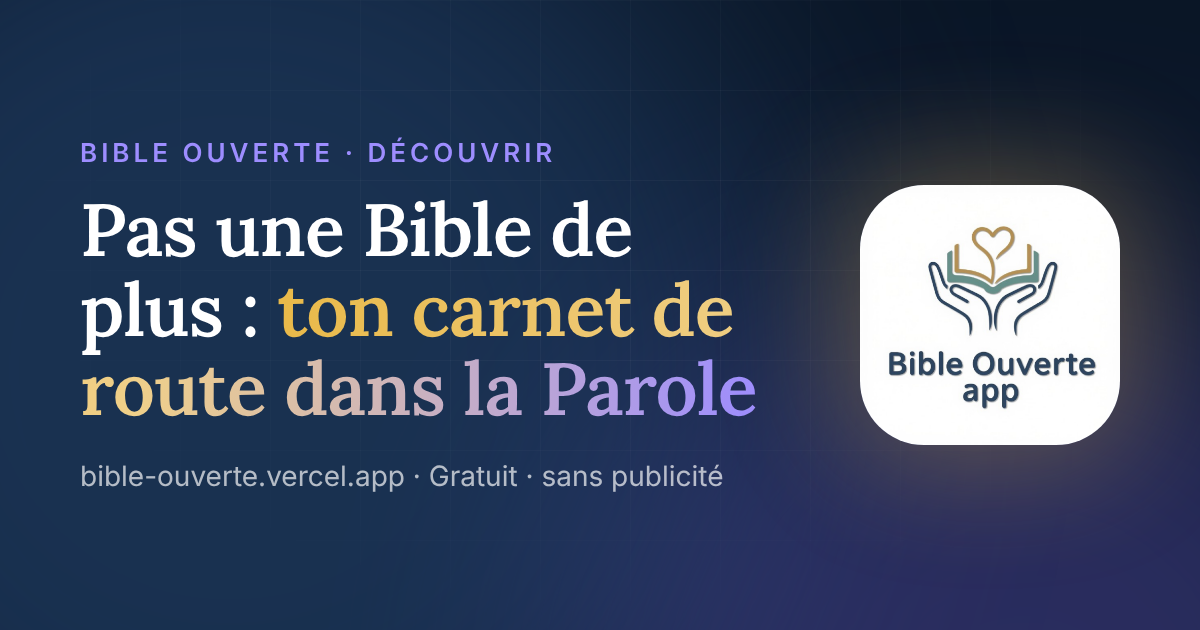 BIBLE OUVERTE · DÉCOUVRIR
Pas une Bible de
plus : ton carnet de
route dans la Parole
bible-ouverte.vercel.app · Gratuit · sans publicité
Bible Ouverte
app